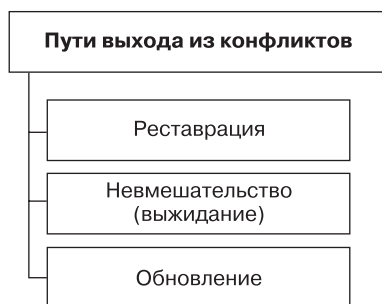 Пути выхода из конфликтов
Реставрация
Невмешательство
(выжидание)
Обновление